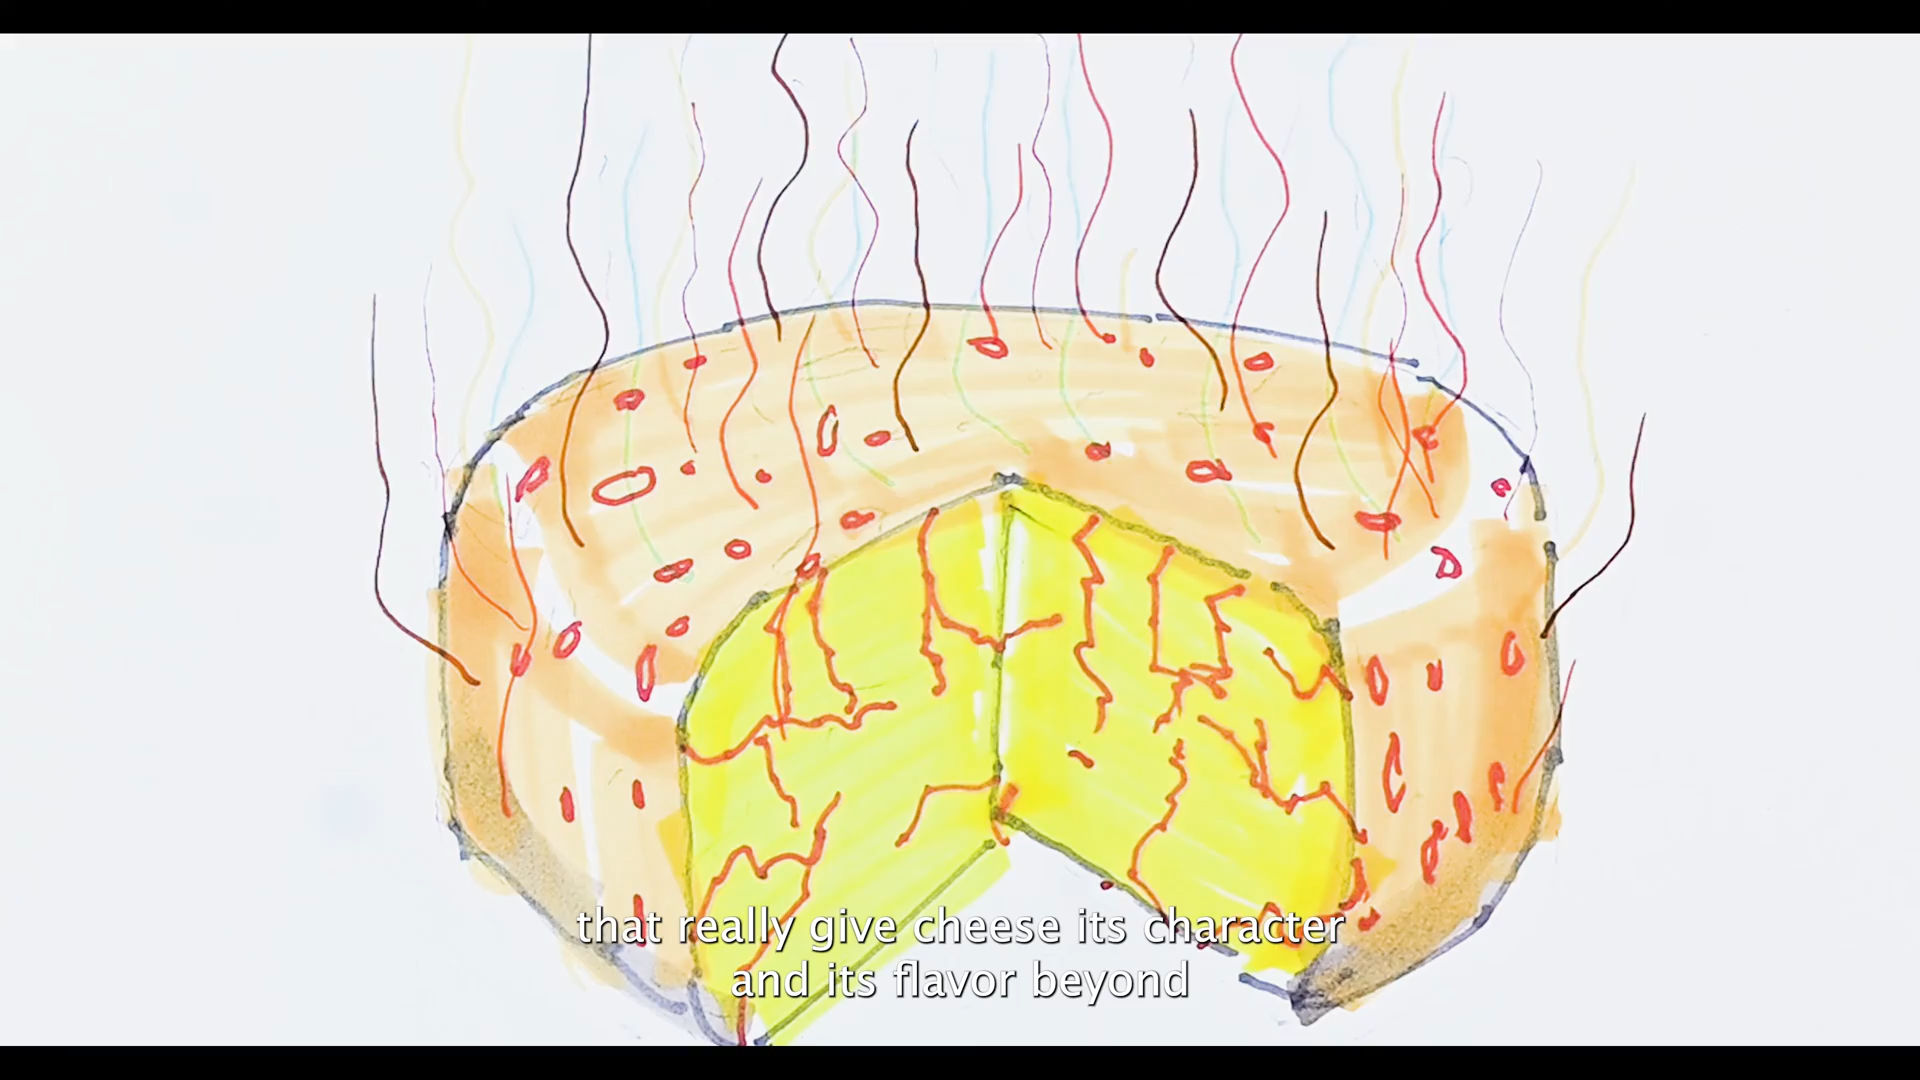 that really give cheese its character
and its flavor beyond